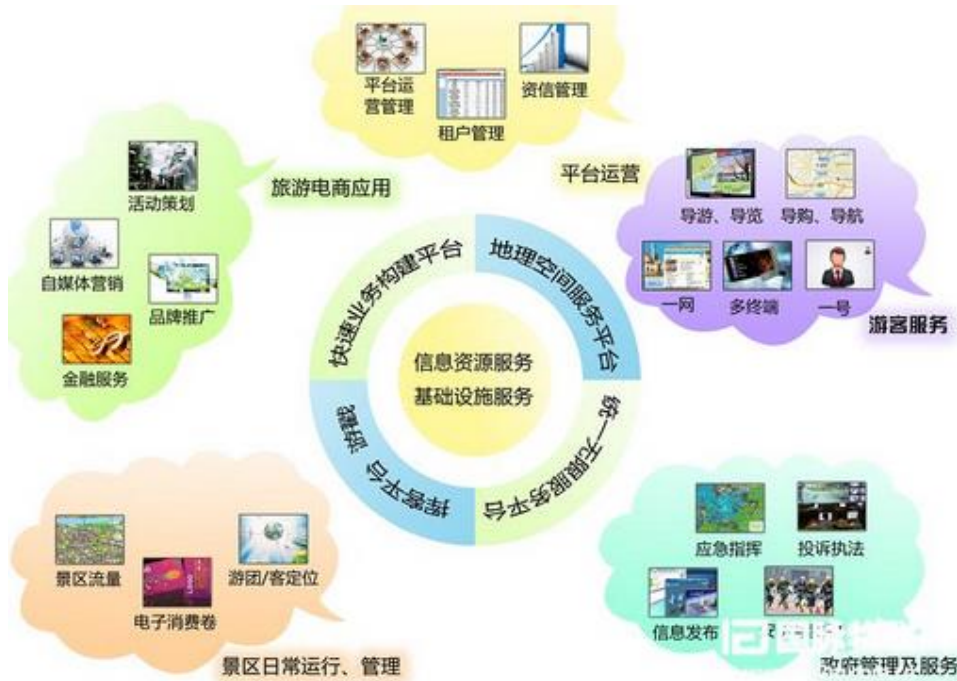 平台运
营管理
租户管理
资信管理
平台运营
活动策划
自媒体营销
品牌推广
金融服务
旅游电商应用
导游、导览
导购、导航
一网
多终端
一号
游客服务
快速业务构建平台
地理空间服务平台
信息资源服务
基础设施服务
统一无限服务平台
挥客平台
景区流量
电子消费卷
游团/客定位
景区日常运行、管理
应急指挥
投诉执法
信息发布
政府管理及服务